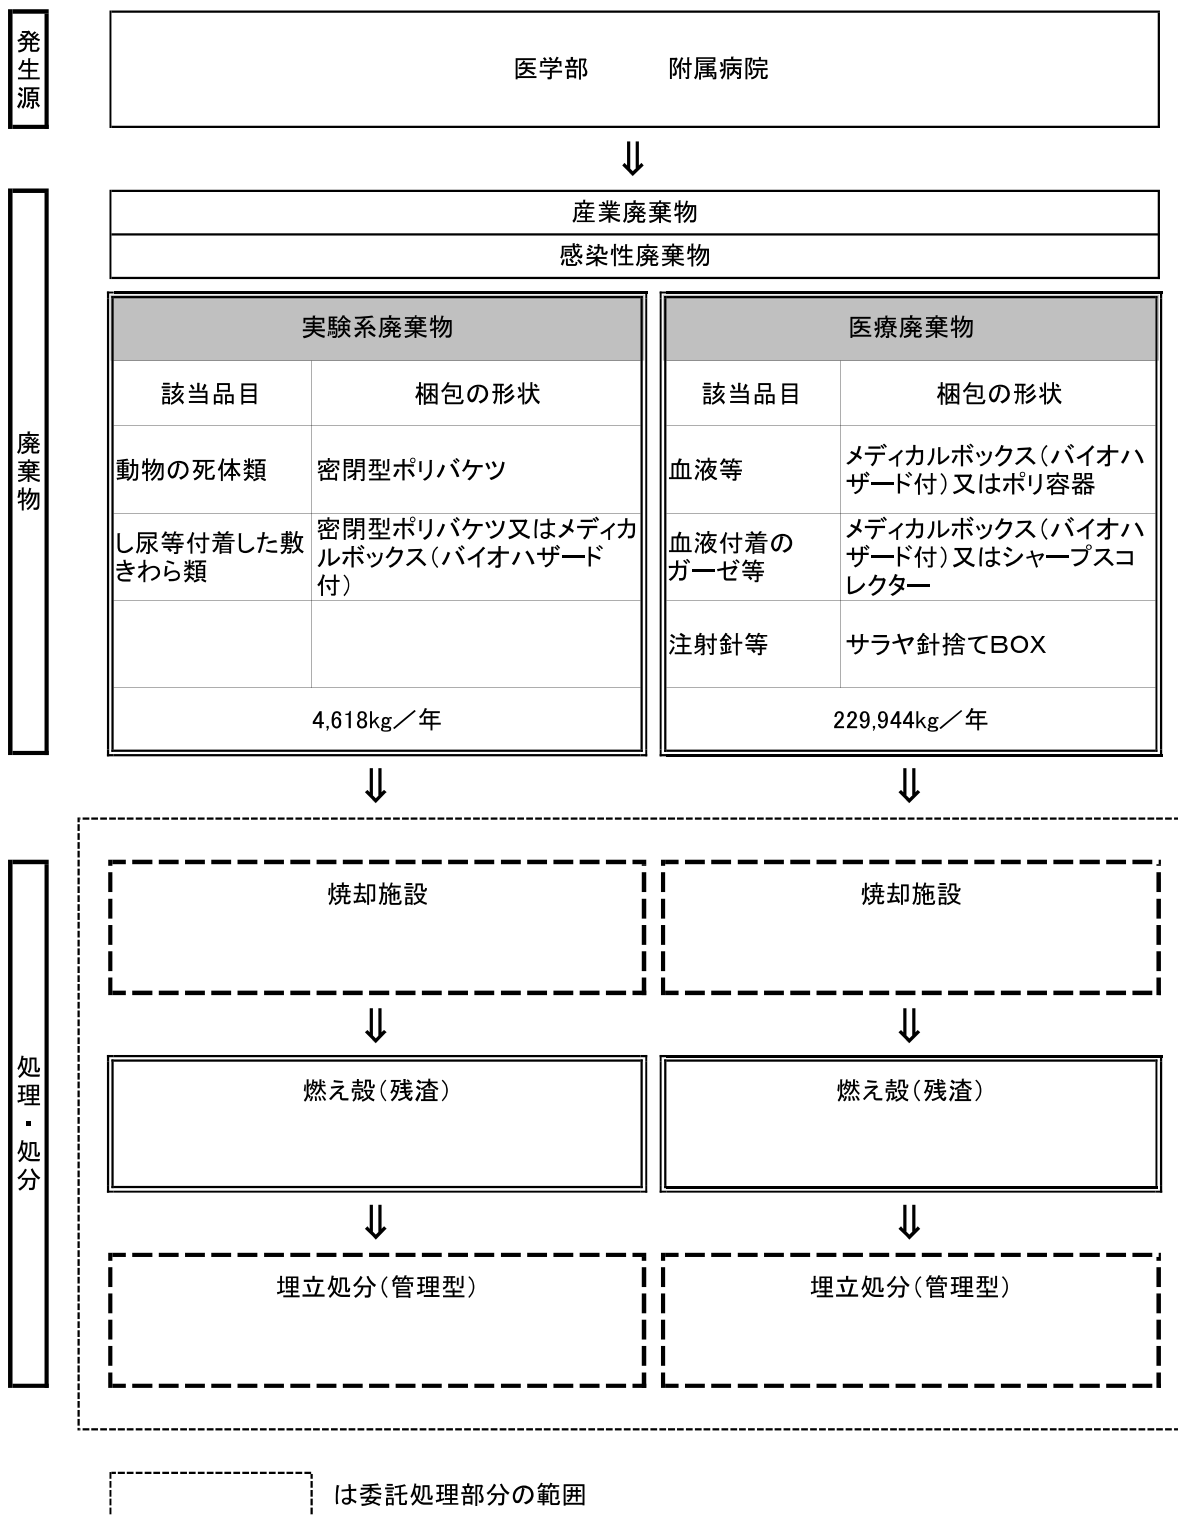 発生源
医学部 附属病院
⇓
廃棄物
産業廃棄物
感染性廃棄物
実験系廃棄物
該当品目 梱包の形状
動物の死体類 密閉型ポリバケツ
し尿等付着した敷
きわら類
密閉型ポリバケツ又はメディカ
ルボックス（バイオハザード
付）
4,618kg／年
医療廃棄物
該当品目 梱包の形状
血液等
メディカルボックス（バイオハ
ザード付）又はポリ容器
血液付着の
ガーゼ等
メディカルボックス（バイオハ
ザード付）又はシャープスコ
レクター
注射針等 サラヤ針捨てＢＯＸ
229,944kg／年
⇓ ⇓
処理・処分
焼却施設 焼却施設
⇓ ⇓
燃え殻（残渣） 燃え殻（残渣）
⇓ ⇓
埋立処分（管理型） 埋立処分（管理型）
は委託処理部分の範囲